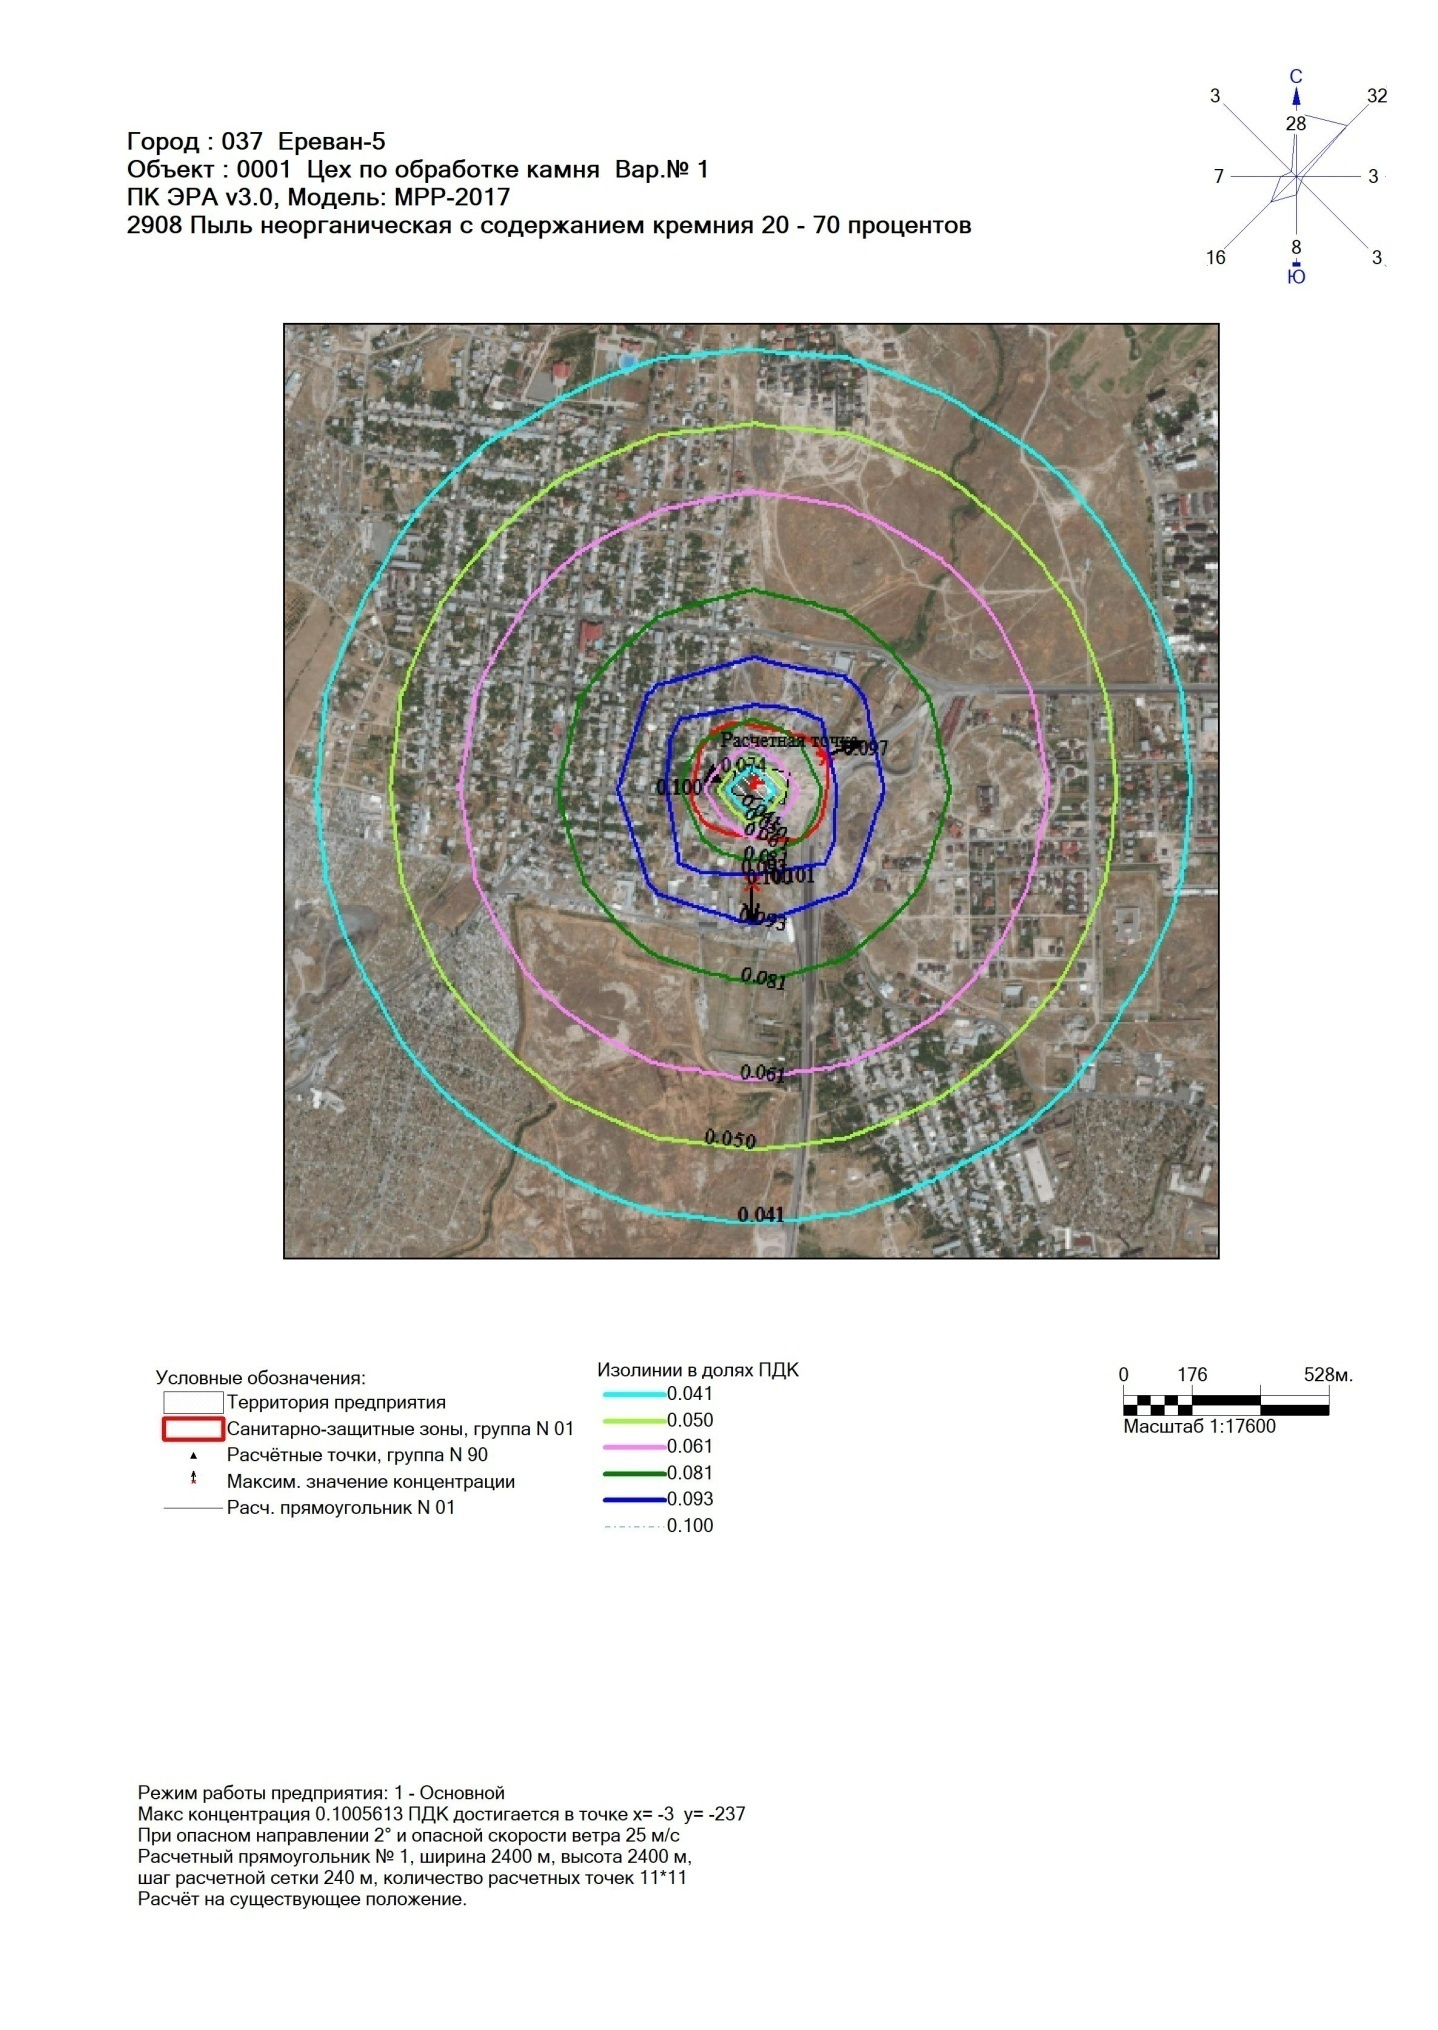 Город : 037 Ереван-5
Объект : 0001 Цех по обработке камня Вар.№ 1
ПК ЭРА v3.0, Модель: МРР-2017
2908 Пыль неорганическая с содержанием кремния 20 - 70 процентов
С
3
32
28
7
3
16
8
3
Ю
Расчетная точка
0.097
0.074
0.100
0.081
0.093
0.101
0.093
0.081
0.061
0.050
0.041
Условные обозначения:
Территория предприятия
Санитарно-защитные зоны, группа N 01
Расчётные точки, группа N 90
Максим. значение концентрации
Расч. прямоугольник N 01
Изолинии в долях ПДК
0.041
0.050
0.061
0.081
0.093
0.100
0 176 528м.
Масштаб 1:17600
Режим работы предприятия: 1 - Основной
Макс концентрация 0.1005613 ПДК достигается в точке x= -3 y= -237
При опасном направлении 2° и опасной скорости ветра 25 м/с
Расчетный прямоугольник № 1, ширина 2400 м, высота 2400 м,
шаг расчетной сетки 240 м, количество расчетных точек 11*11
Расчёт на существующее положение.